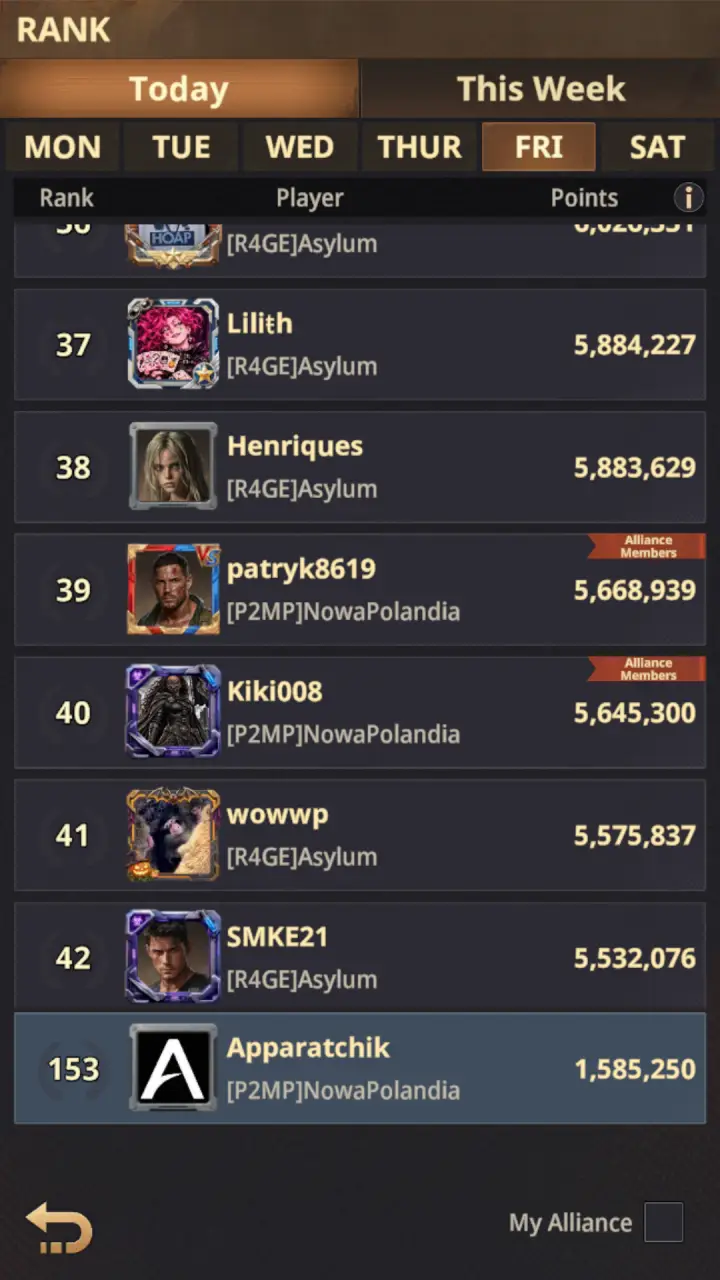 RANK
Today
This Week
MON
TUE
WED
THUR
FRI
SAT
Rank
Player
Points
i
HOAP
[R4GE]Asylum
37
Lilith
[R4GE]Asylum
5,884,227
38
Henriques
[R4GE]Asylum
5,883,629
39
VS
patryk8619
[P2MP]NowaPolandia
Alliance
Members
5,668,939
40
Kiki008
[P2MP]NowaPolandia
Alliance
Members
5,645,300
41
wowwp
[R4GE]Asylum
5,575,837
42
SMKE21
[R4GE]Asylum
5,532,076
153
A
Apparatchik
[P2MP]NowaPolandia
1,585,250
My Alliance